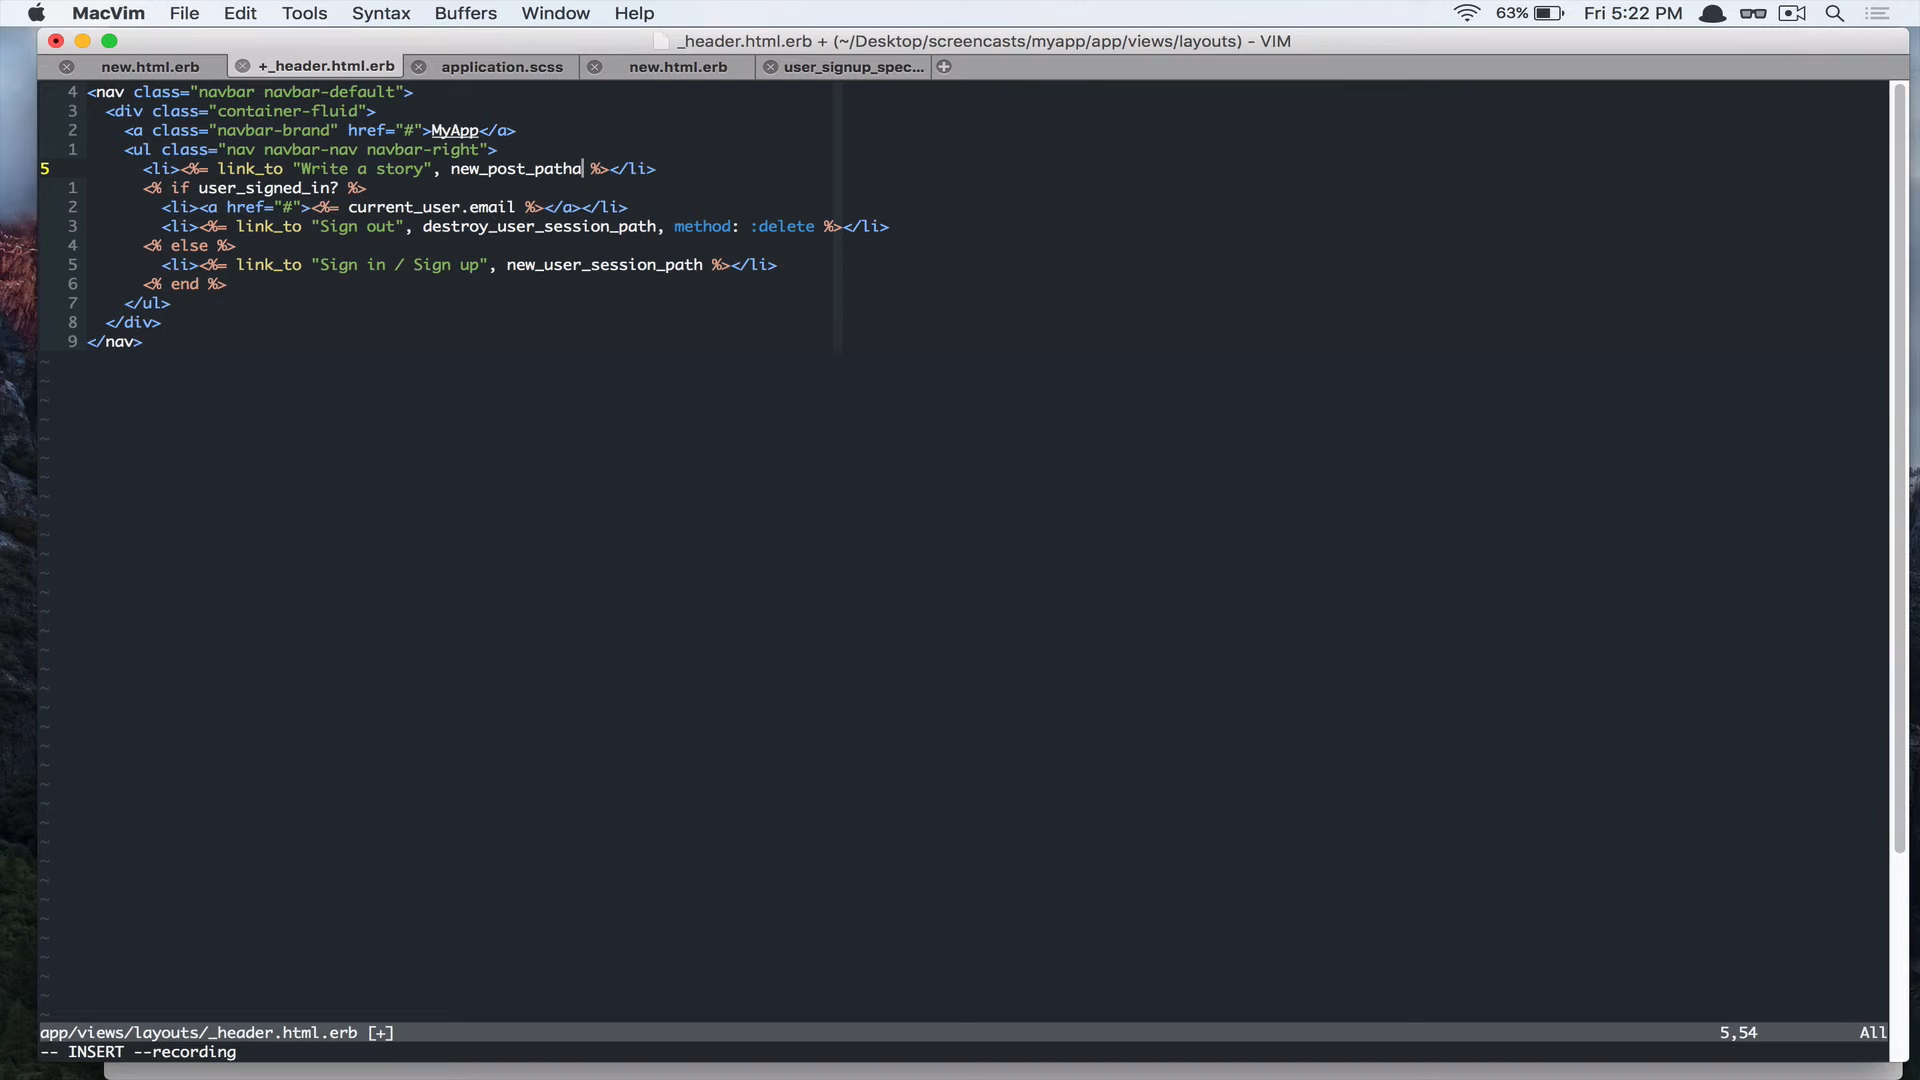 MacVim File Edit Tools Syntax Buffers Window Help 63% Fri 5:22 PM
_header.html.erb + (~/Desktop/screencasts/myapp/app/views/layouts) - VIM
new.html.erb +_header.html.erb application.scss new.html.erb user_signup_spec...
4 <nav class="navbar navbar-default">
3 <div class="container-fluid">
2 <a class="navbar-brand" href="#">MyApp</a>
1 <ul class="nav navbar-nav navbar-right">
5 <li><%= link_to "Write a story", new_post_patha %></li>
1 <% if user_signed_in? %>
2 <li><a href="#"><%= current_user.email %></a></li>
3 <li><%= link_to "Sign out", destroy_user_session_path, method: :delete %></li>
4 <% else %>
5 <li><%= link_to "Sign in / Sign up", new_user_session_path %></li>
6 <% end %>
7 </ul>
8 </div>
9 </nav>
app/views/layouts/_header.html.erb [+] 5,54 All
-- INSERT --recording